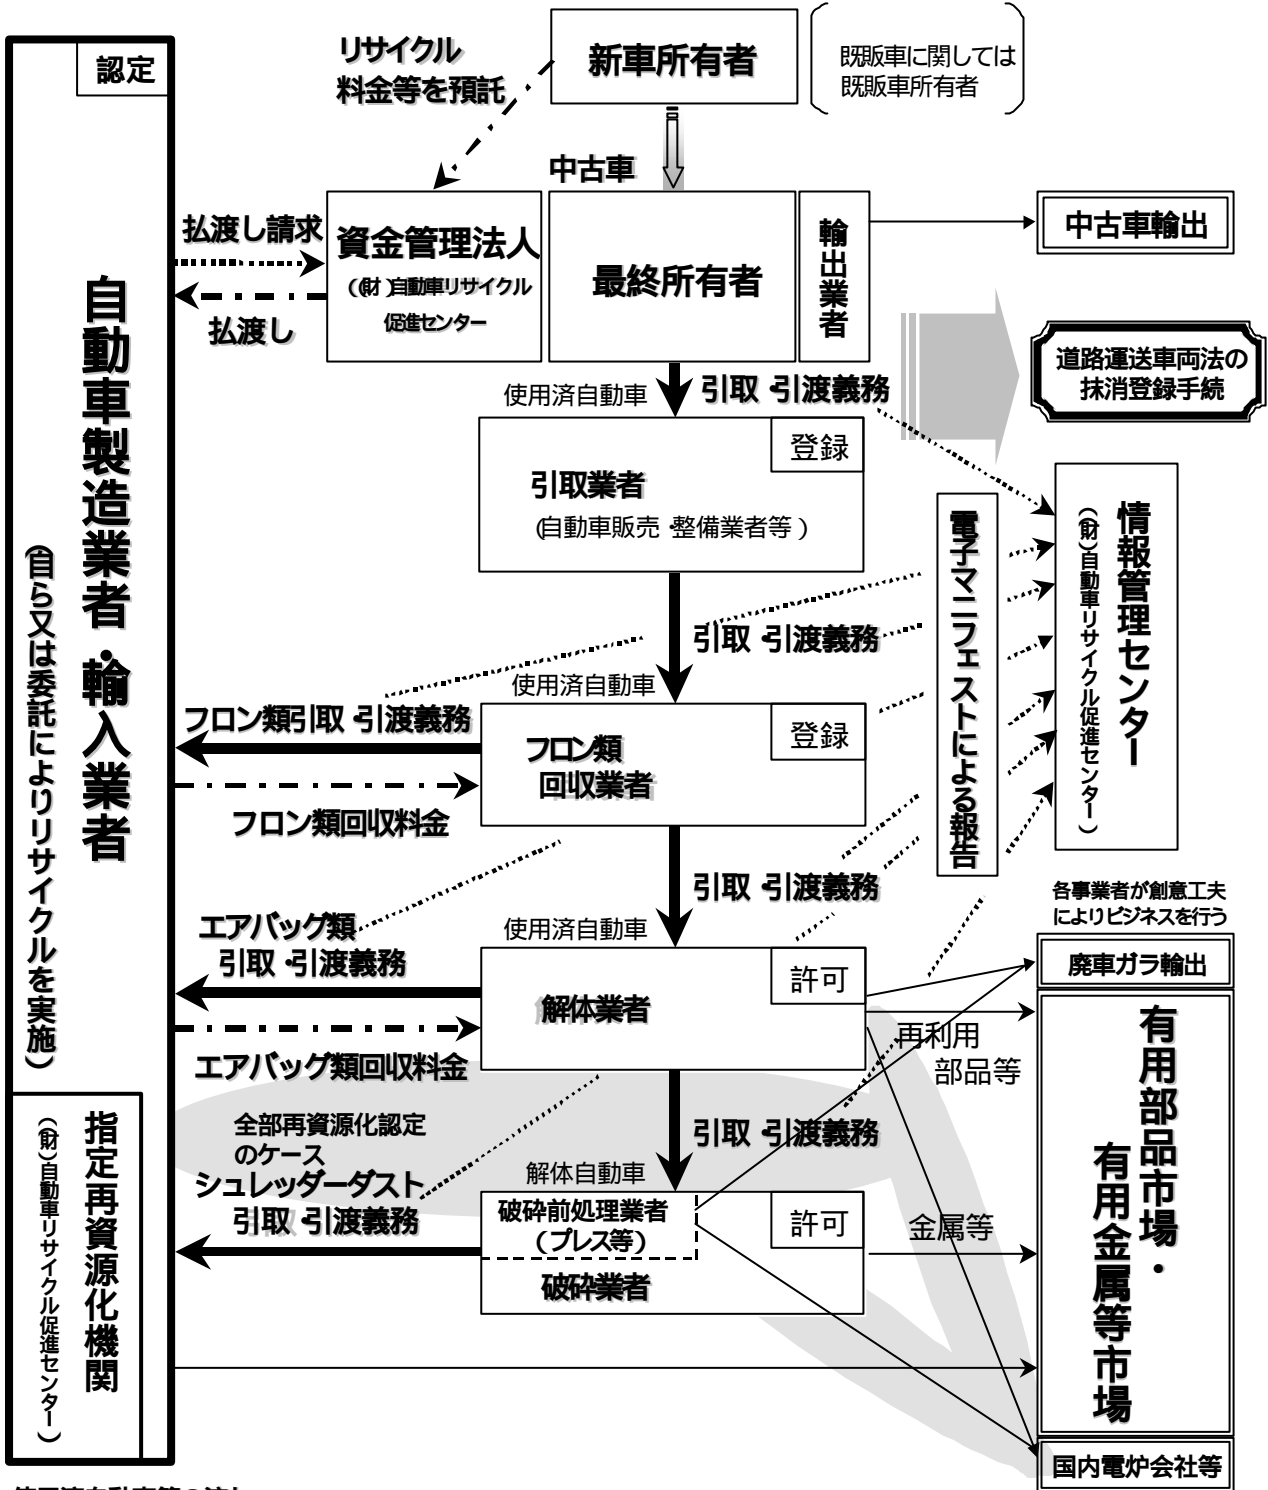 新車所有者
既販車に関しては
既販車所有者
リサイクル
料金等を預託
認定
中古車
払渡し請求
払渡し
資金管理法人
((財)自動車リサイクル
促進センター
最終所有者
輸出業者
中古車輸出
道路運送車両法の
抹消登録手続
自動車製造業者・輸入業者
(自ら又は委託によりリサイクルを実施)
使用済自動車
引取・引渡義務
登録
引取業者
(自動車販売・整備業者等)
電子マニフェストによる報告
情報管理センター
((財)自動車リサイクル促進センター)
引取・引渡義務
使用済自動車
フロン類引取・引渡義務
フロン類回収料金
登録
フロン類
回収業者
引取・引渡義務
使用済自動車
エアバッグ類
引取・引渡義務
エアバッグ類回収料金
許可
解体業者
各事業者が創意工夫
によりビジネスを行う
廃車ガラ輸出
再利用
部品等
有用部品市場・
有用金属等市場
引取・引渡義務
全部再資源化認定
のケース
シュレッダーダスト
引取・引渡義務
解体自動車
破砕前処理業者
(プレス等)
許可
破砕業者
金属等
指定再資源化機関
((財)自動車リサイクル促進センター)
国内電炉会社等